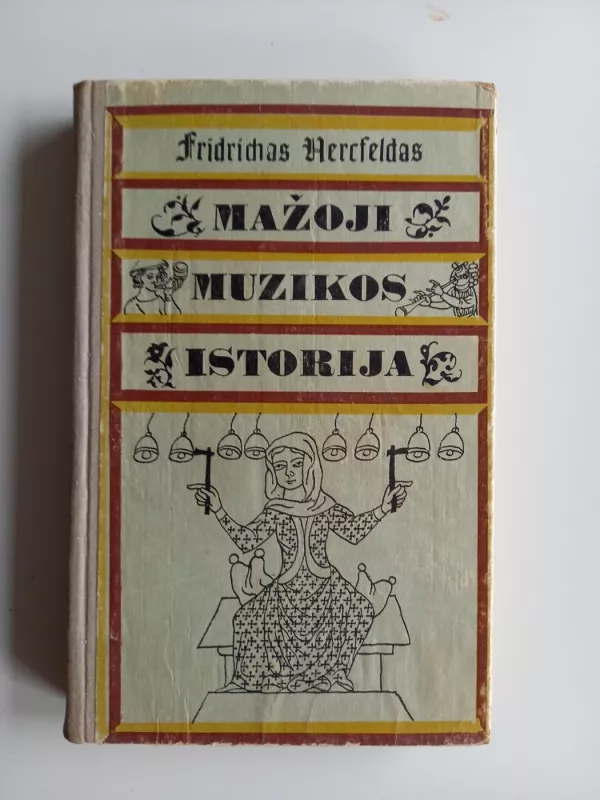 Fridrichas Hercfeldas
MAŽOJI
MUZIKOS
ISTORIJA